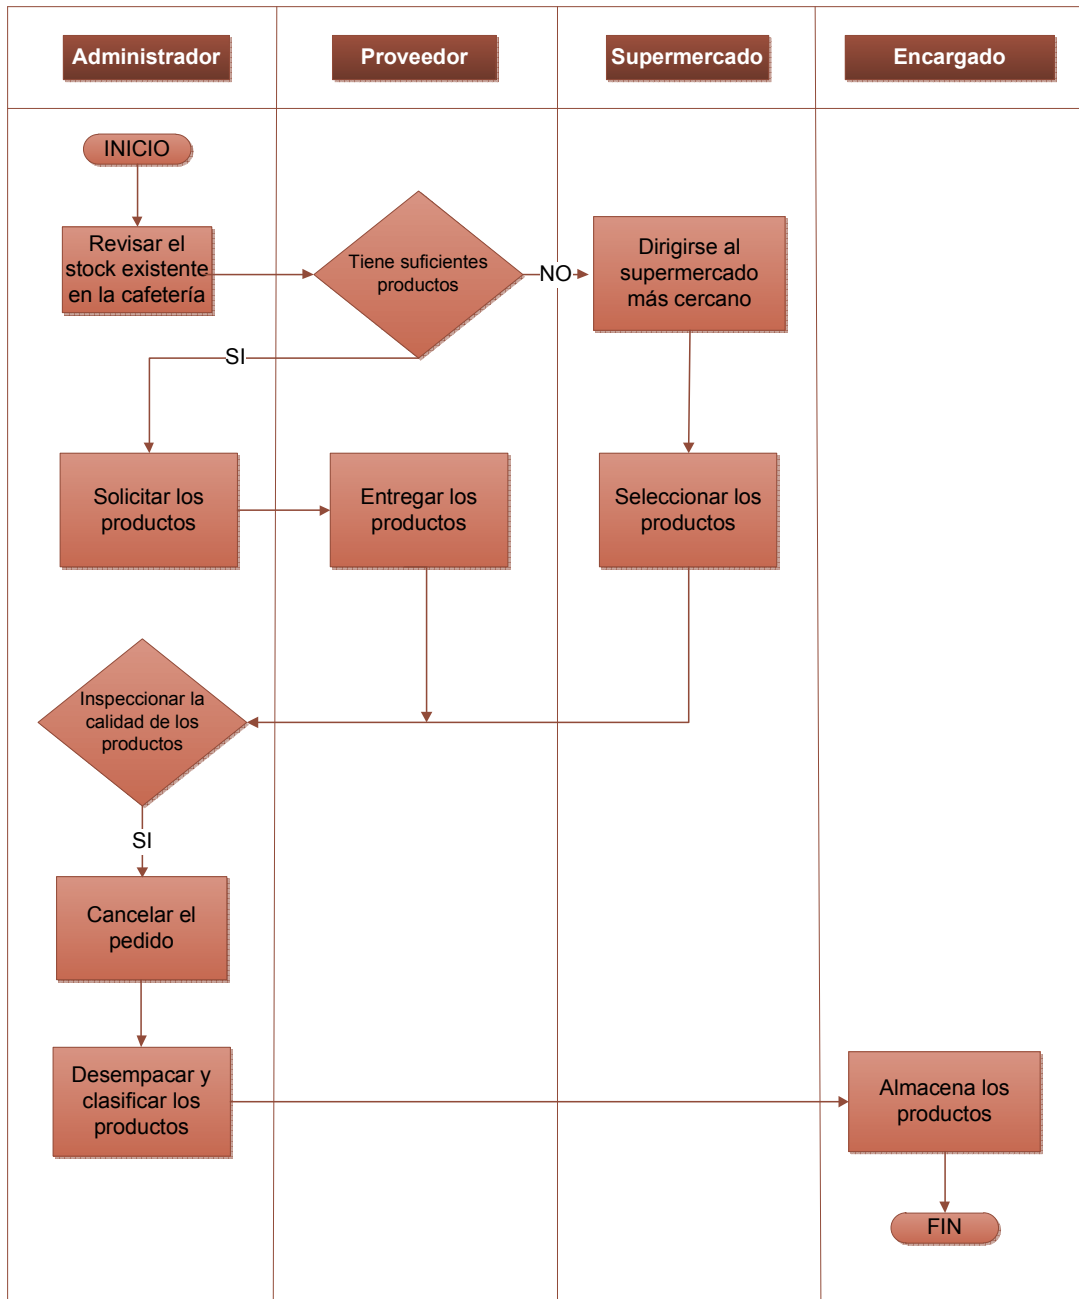 Administrador
Proveedor
Supermercado
Encargado
INICIO
Revisar el
stock existente
en la cafetería
Tiene suficientes
productos
NO
Dirigirse al
supermercado
más cercano
SI
Solicitar los
productos
Entregar los
productos
Seleccionar los
productos
Inspeccionar la
calidad de los
productos
SI
Cancelar el
pedido
Desempacar y
clasificar los
productos
Almacena los
productos
FIN